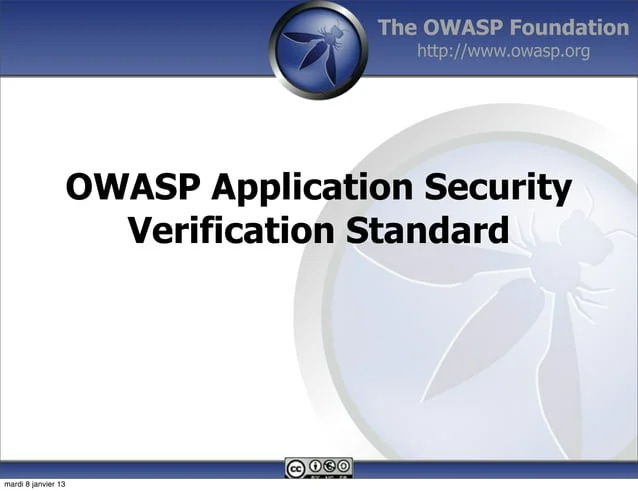 The OWASP Foundation
http://www.owasp.org
OWASP Application Security
Verification Standard
mardi 8 janvier 13